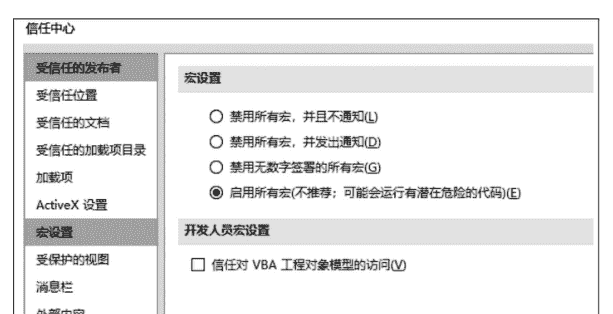 信任中心
受信任的发布者
受信任位置
受信任的文档
受信任的加载项目录
加载项
ActiveX 设置
宏设置
受保护的视图
消息栏
外部内容
宏设置
禁用所有宏，并且不通知(L)
禁用所有宏，并发出通知(D)
禁用无数字签署的所有宏(G)
启用所有宏(不推荐；可能会运行有潜在危险的代码)(E)
开发人员宏设置
信任对 VBA 工程对象模型的访问(V)